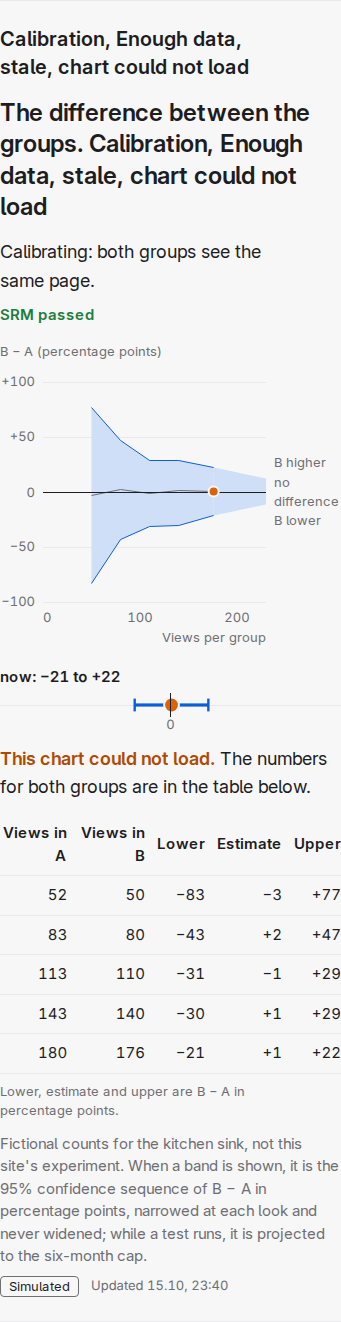 Calibration, Enough data,
stale, chart could not load
The difference between the
groups. Calibration, Enough
data, stale, chart could not
load
Calibrating: both groups see the
same page.
SRM passed
B − A (percentage points)
+100
+50
0
−50
−100
B higher
no
difference
B lower
0 100 200
Views per group
now: −21 to +22
0
This chart could not load. The numbers
for both groups are in the table below.
Views in A Views in B Lower Estimate Upper
52 50 −83 −3 +77
83 80 −43 +2 +47
113 110 −31 −1 +29
143 140 −30 +1 +29
180 176 −21 +1 +22
Lower, estimate and upper are B − A in
percentage points.
Fictional counts for the kitchen sink, not this
site's experiment. When a band is shown, it is the
95% confidence sequence of B − A in
percentage points, narrowed at each look and
never widened; while a test runs, it is projected
to the six-month cap.
Simulated Updated 15.10, 23:40